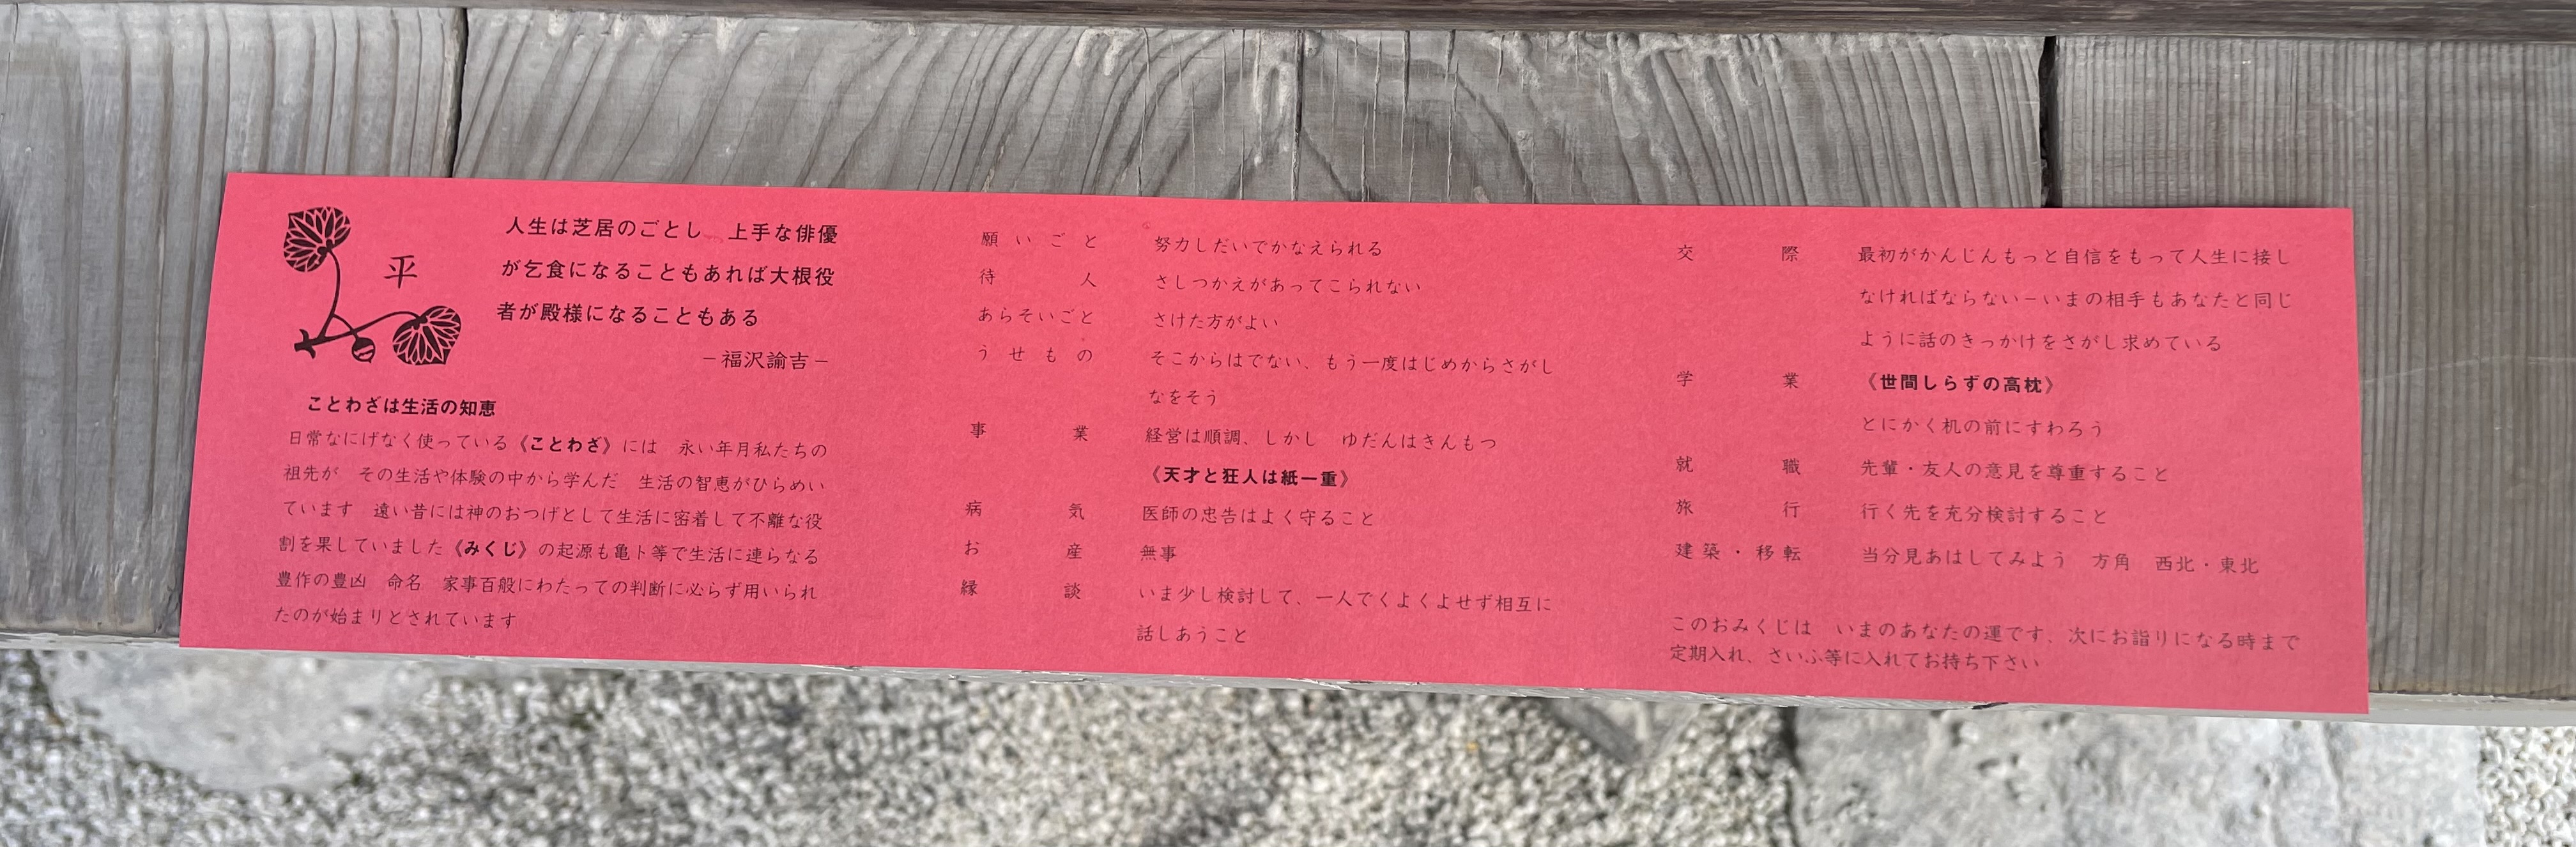 平
人生は芝居のごとし 上手な俳優
が乞食になることもあれば大根役
者が殿様になることもある
－福沢諭吉－
ことわざは生活の知恵
日常なにげなく使っている《ことわざ》には 永い年月私たちの
祖先が その生活や体験の中から学んだ 生活の智恵がひらめい
ています 遠い昔には神のおつげとして生活に密着して不離な役
割を果していました《みくじ》の起源も亀卜等で生活に連らなる
豊作の豊凶 命名 家事百般にわたっての判断に必らず用いられ
たのが始まりとされています
願いごと 努力しだいでかなえられる
待人 さしつかえがあってこられない
あらそいごと さけた方がよい
うせもの そこからはでない、もう一度はじめからさがし
なをそう
事業 経営は順調、しかし ゆだんはきんもつ
《天才と狂人は紙一重》
病気 医師の忠告はよく守ること
お産 無事
縁談 いま少し検討して、一人でくよくよせず相互に
話しあうこと
交際 最初がかんじんもっと自信をもって人生に接し
なければならない－いまの相手もあなたと同じ
ように話のきっかけをさがし求めている
学業 《世間しらずの高枕》
とにかく机の前にすわろう
就職 先輩・友人の意見を尊重すること
旅行 行く先を充分検討すること
建築・移転 当分見あはしてみよう 方角 西北・東北
このおみくじは いまのあなたの運です、次にお詣りになる時まで
定期入れ、さいふ等に入れてお持ち下さい